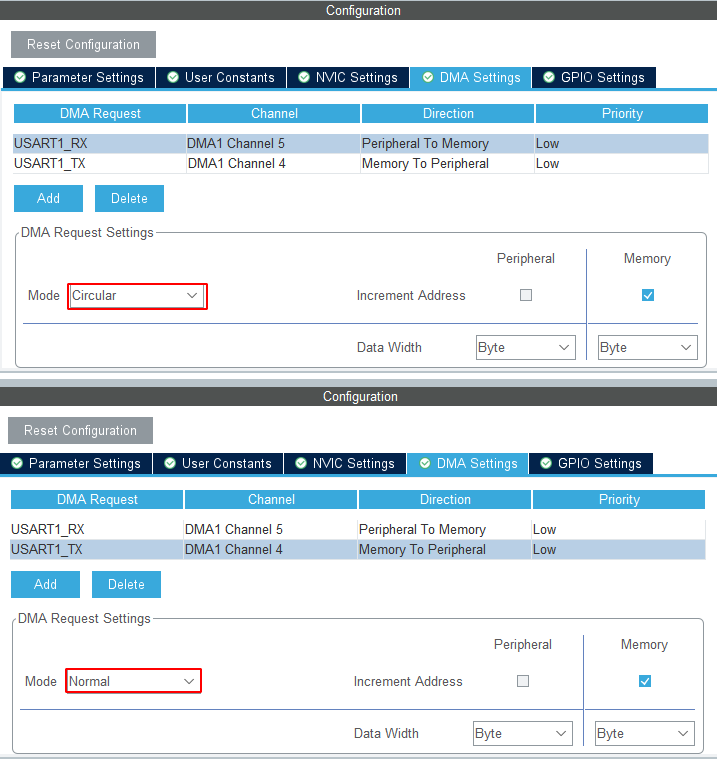 Configuration
Reset Configuration
Parameter Settings User Constants NVIC Settings DMA Settings GPIO Settings
DMA Request Channel Direction Priority
USART1_RX DMA1 Channel 5 Peripheral To Memory Low
USART1_TX DMA1 Channel 4 Memory To Peripheral Low
Add Delete
DMA Request Settings
Peripheral Memory
Mode Circular Increment Address
Data Width Byte Byte
Configuration
Reset Configuration
Parameter Settings User Constants NVIC Settings DMA Settings GPIO Settings
DMA Request Channel Direction Priority
USART1_RX DMA1 Channel 5 Peripheral To Memory Low
USART1_TX DMA1 Channel 4 Memory To Peripheral Low
Add Delete
DMA Request Settings
Peripheral Memory
Mode Normal Increment Address
Data Width Byte Byte